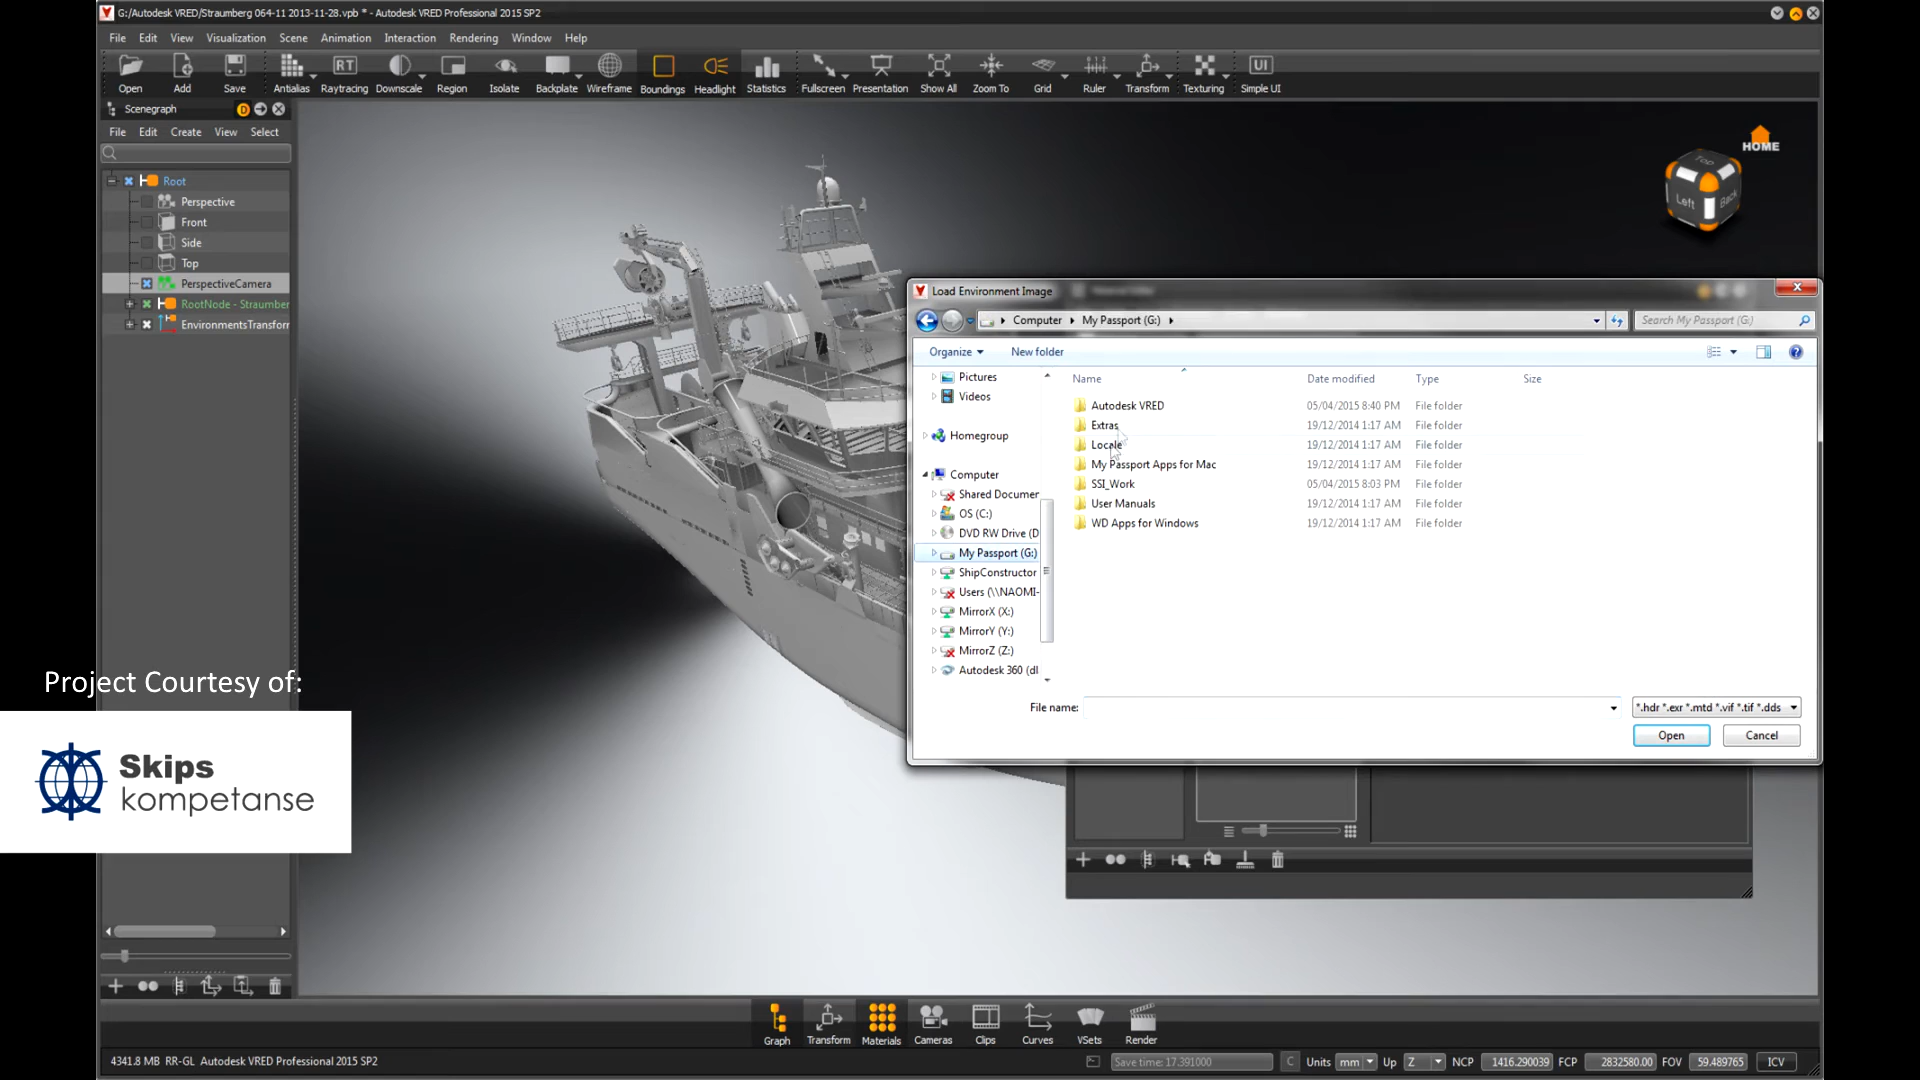 G:/Autodesk VRED/Straumberg 064-11 2013-11-28.vpb * - Autodesk VRED Professional 2015 SP2
File Edit View Visualization Scene Animation Interaction Rendering Window Help
Open Add Save Antialias Raytracing Downscale Region Isolate Backplate Wireframe Boundings Headlight Statistics Fullscreen Presentation Show All Zoom To Grid Ruler Transform Texturing Simple UI
RT
UI
Scenegraph
D
File Edit Create View Select
Root
Perspective
Front
Side
Top
PerspectiveCamera
RootNode - Straumber
EnvironmentsTransforr
HOME
Top
Left
Back
Load Environment Image
Computer My Passport (G:)
Search My Passport (G:)
Organize New folder
Pictures
Videos
Homegroup
Computer
Shared Documer
OS (C:)
DVD RW Drive (D
My Passport (G:)
ShipConstructor
Users (\\NAOMI-
MirrorX (X:)
MirrorY (Y:)
MirrorZ (Z:)
Autodesk 360 (dl
Name Date modified Type Size
Autodesk VRED 05/04/2015 8:40 PM File folder
Extras 19/12/2014 1:17 AM File folder
Locale 19/12/2014 1:17 AM File folder
My Passport Apps for Mac 19/12/2014 1:17 AM File folder
SSI_Work 05/04/2015 8:03 PM File folder
User Manuals 19/12/2014 1:17 AM File folder
WD Apps for Windows 19/12/2014 1:17 AM File folder
File name:
*.hdr *.exr *.mtd *.vif *.tif *.dds
Open Cancel
Project Courtesy of:
Skips
kompetanse
Graph Transform Materials Cameras Clips Curves VSets Render
4341.8 MB RR-GL Autodesk VRED Professional 2015 SP2
Save time: 17.391000 C Units mm Up Z NCP 1416.290039 FCP 2832580.00 FOV 59.489765 ICV